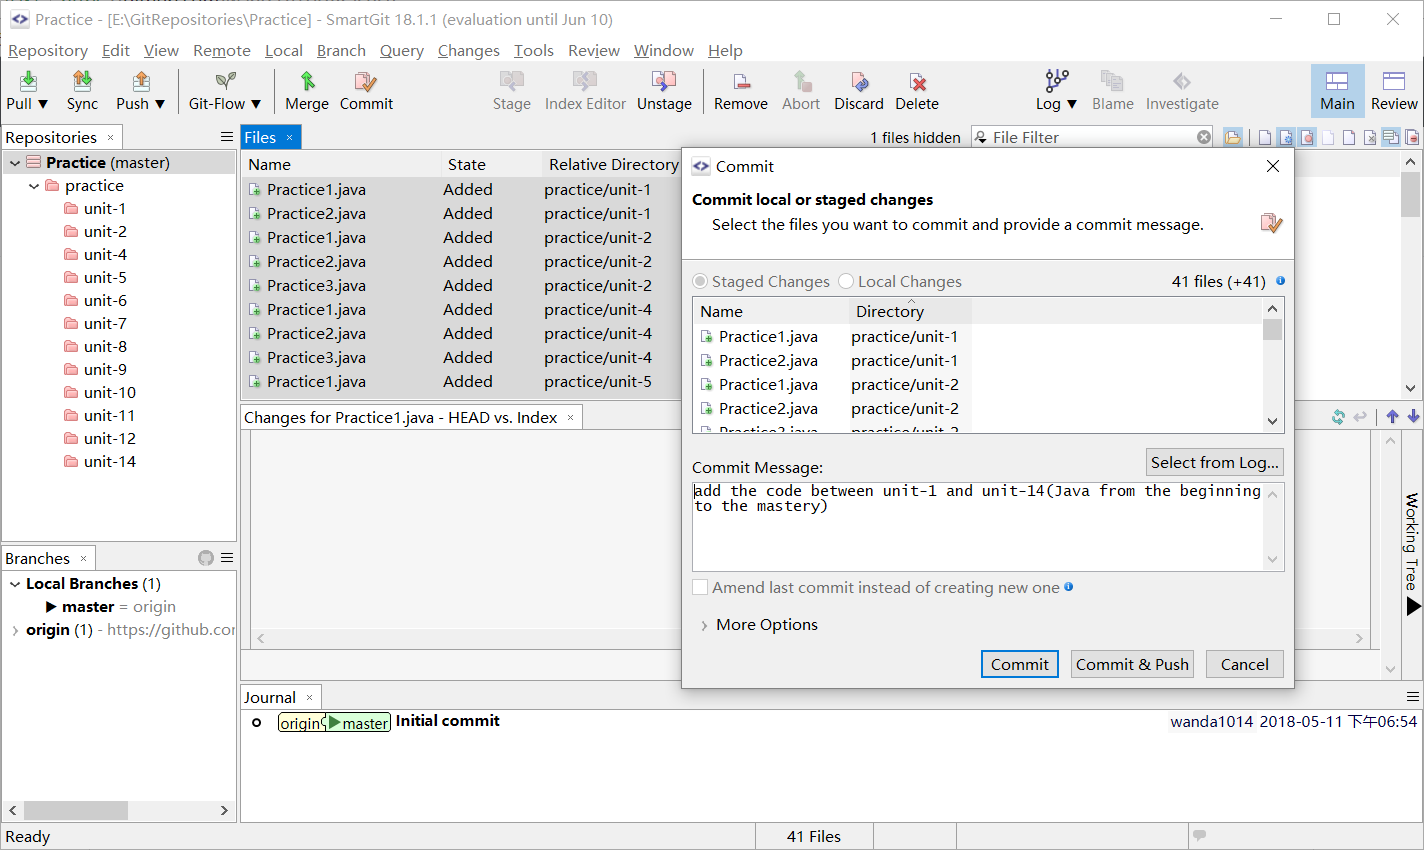 Practice - [E:\GitRepositories\Practice] - SmartGit 18.1.1 (evaluation until Jun 10)
Repository Edit View Remote Local Branch Query Changes Tools Review Window Help
Pull ▼ Sync Push ▼ Git-Flow ▼ Merge Commit Stage Index Editor Unstage Remove Abort Discard Delete Log ▼ Blame Investigate Main Review
Repositories
Practice (master)
practice
unit-1
unit-2
unit-4
unit-5
unit-6
unit-7
unit-8
unit-9
unit-10
unit-11
unit-12
unit-14
Branches
Local Branches (1)
master = origin
origin (1) - https://github.co
Files
1 files hidden
File Filter
Name State Relative Directory
Practice1.java Added practice/unit-1
Practice2.java Added practice/unit-1
Practice1.java Added practice/unit-2
Practice2.java Added practice/unit-2
Practice3.java Added practice/unit-2
Practice1.java Added practice/unit-4
Practice2.java Added practice/unit-4
Practice3.java Added practice/unit-4
Practice1.java Added practice/unit-5
Changes for Practice1.java - HEAD vs. Index
Working Tree
Commit
Commit local or staged changes
Select the files you want to commit and provide a commit message.
Staged Changes Local Changes 41 files (+41)
Name Directory
Practice1.java practice/unit-1
Practice2.java practice/unit-1
Practice1.java practice/unit-2
Practice2.java practice/unit-2
Practice3.java practice/unit-2
Commit Message:
Select from Log...
add the code between unit-1 and unit-14(Java from the beginning
to the mastery)
Amend last commit instead of creating new one
More Options
Commit Commit & Push Cancel
Journal
origin master Initial commit wanda1014 2018-05-11 下午06:54
Ready 41 Files